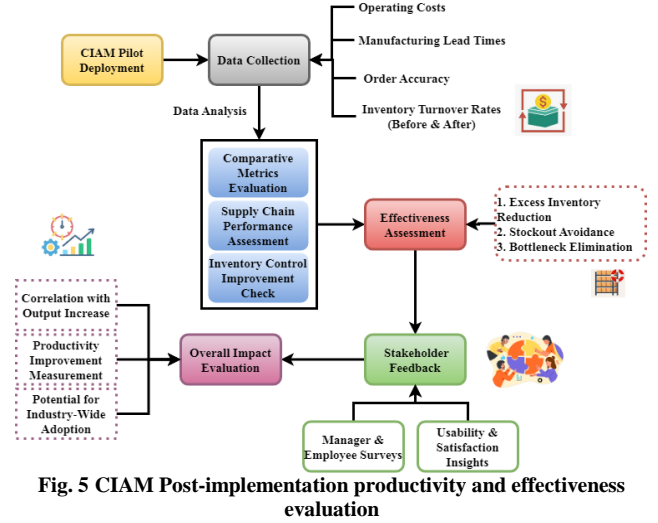 CIAM Pilot
Deployment
Data Collection
Operating Costs
Manufacturing Lead Times
Order Accuracy
Inventory Turnover Rates
(Before & After)
Data Analysis
Comparative
Metrics
Evaluation
Supply Chain
Performance
Assessment
Inventory Control
Improvement
Check
Effectiveness
Assessment
1. Excess Inventory
Reduction
2. Stockout Avoidance
3. Bottleneck Elimination
Correlation with
Output Increase
Productivity
Improvement
Measurement
Potential for
Industry-Wide
Adoption
Overall Impact
Evaluation
Stakeholder
Feedback
Manager &
Employee Surveys
Usability &
Satisfaction
Insights
Fig. 5 CIAM Post-implementation productivity and effectiveness
evaluation